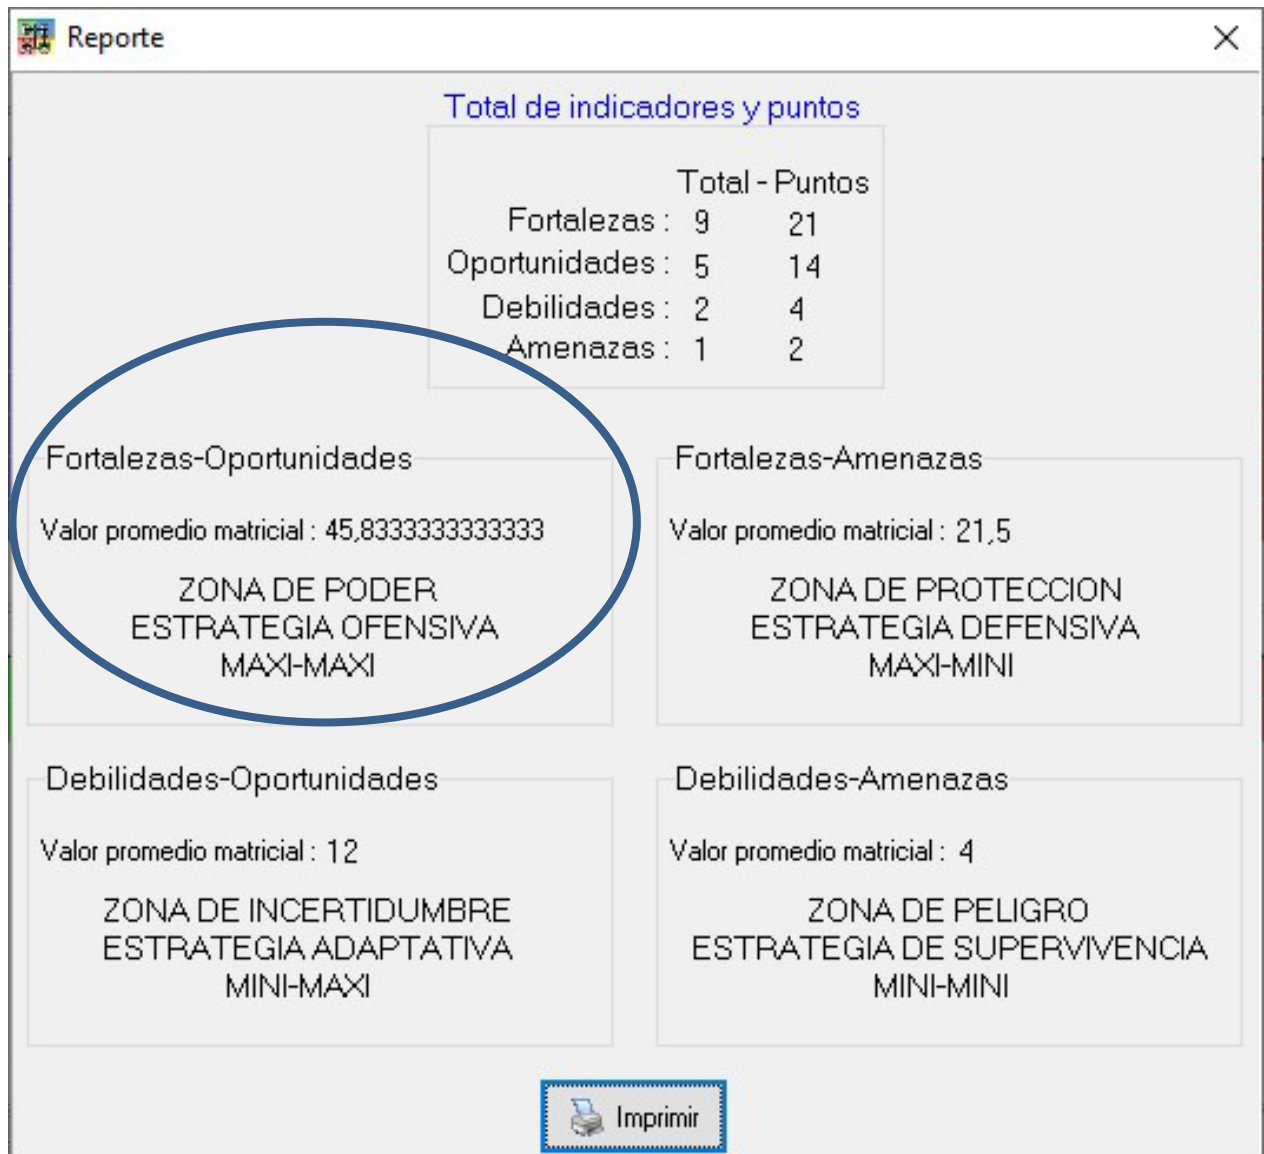 Reporte
Total de indicadores y puntos
Total - Puntos
Fortalezas : 9 21
Oportunidades : 5 14
Debilidades : 2 4
Amenazas : 1 2
Fortalezas-Oportunidades
Valor promedio matricial : 45,8333333333333
ZONA DE PODER
ESTRATEGIA OFENSIVA
MAXI-MAXI
Fortalezas-Amenazas
Valor promedio matricial : 21,5
ZONA DE PROTECCION
ESTRATEGIA DEFENSIVA
MAXI-MINI
Debilidades-Oportunidades
Valor promedio matricial : 12
ZONA DE INCERTIDUMBRE
ESTRATEGIA ADAPTATIVA
MINI-MAXI
Debilidades-Amenazas
Valor promedio matricial : 4
ZONA DE PELIGRO
ESTRATEGIA DE SUPERVIVENCIA
MINI-MINI
Imprimir